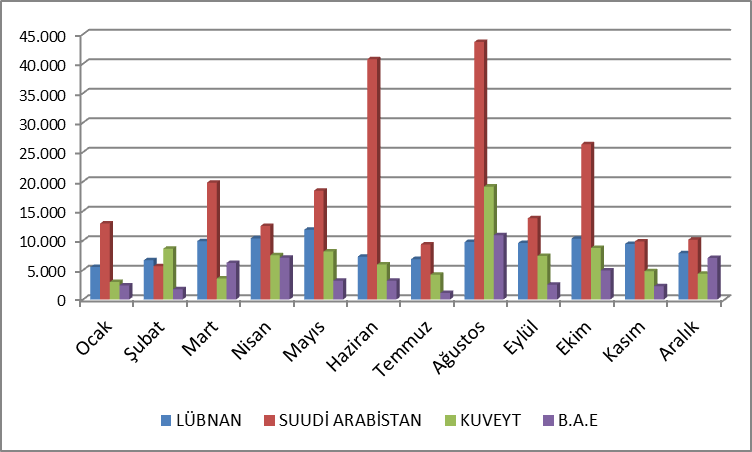 45.000
40.000
35.000
30.000
25.000
20.000
15.000
10.000
5.000
0
Ocak
Şubat
Mart
Nisan
Mayıs
Haziran
Temmuz
Ağustos
Eylül
Ekim
Kasım
Aralık
LÜBNAN SUUDİ ARABİSTAN KUVEYT B.A.E